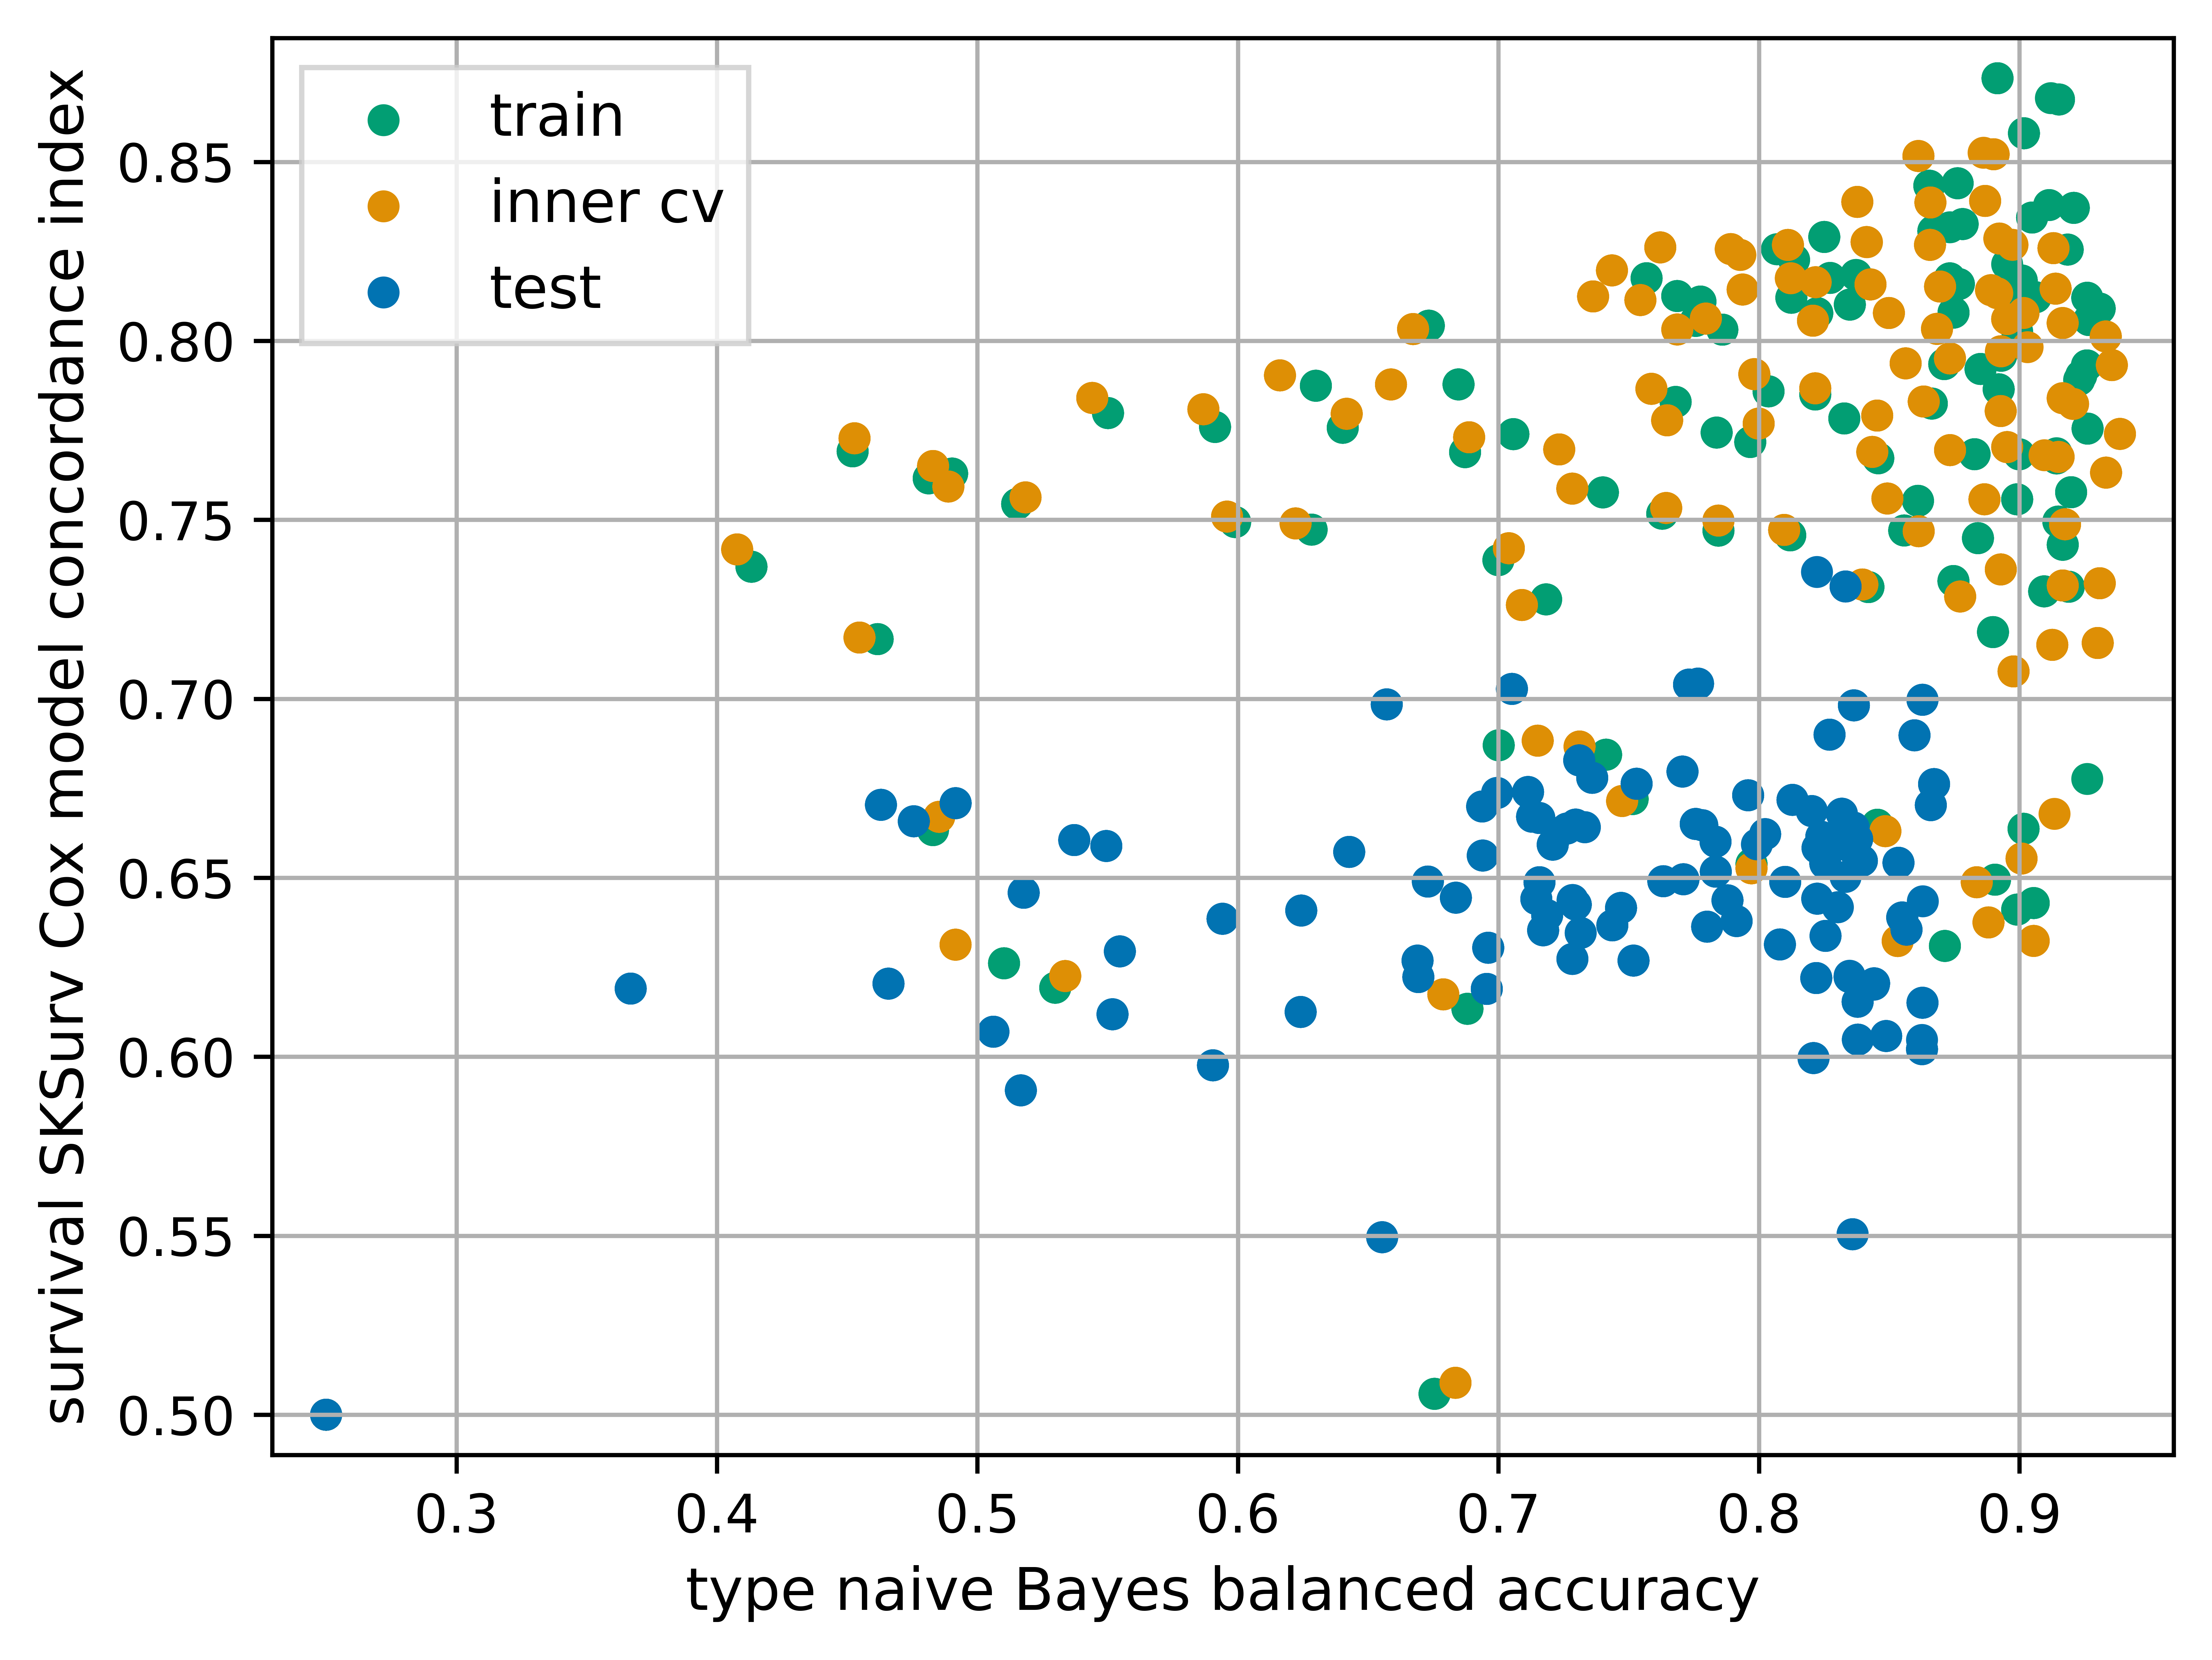 train
inner cv
test
survival SKSurv Cox model concordance index
0.85
0.80
0.75
0.70
0.65
0.60
0.55
0.50
0.3 0.4 0.5 0.6 0.7 0.8 0.9
type naive Bayes balanced accuracy